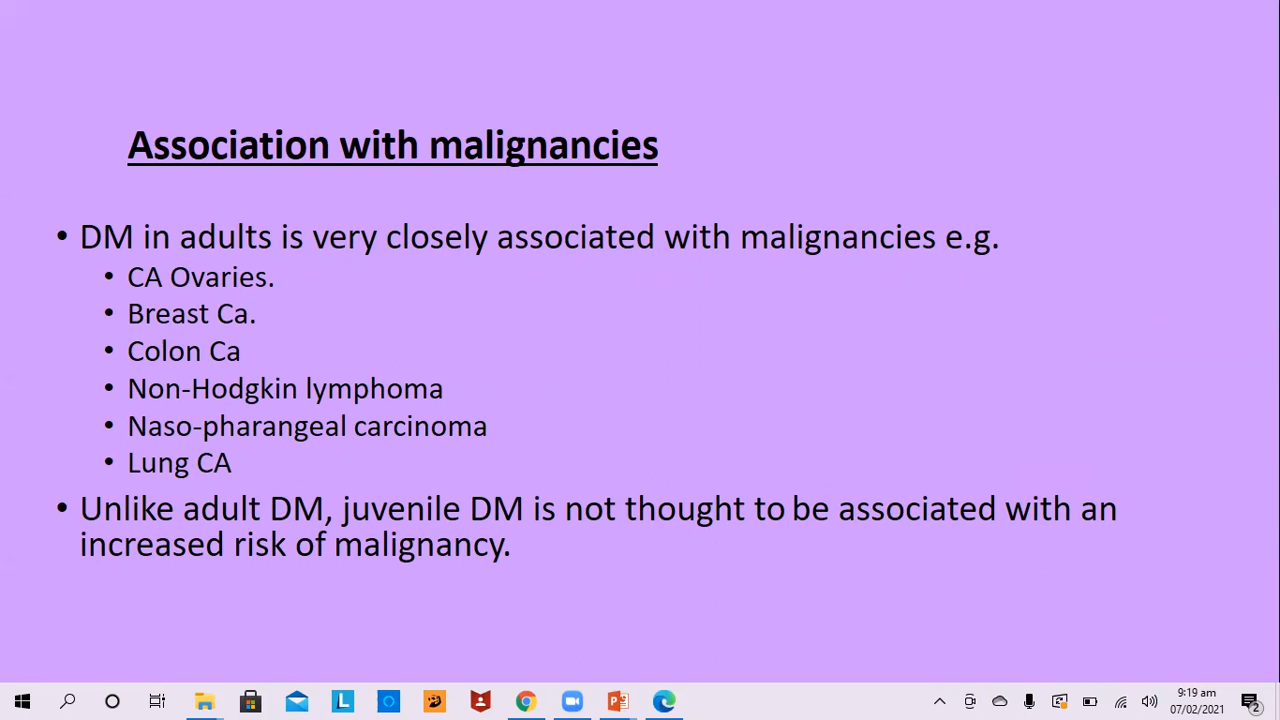 Association with malignancies
• DM in adults is very closely associated with malignancies e.g.
• CA Ovaries.
• Breast Ca.
• Colon Ca
• Non-Hodgkin lymphoma
• Naso-pharangeal carcinoma
• Lung CA
• Unlike adult DM, juvenile DM is not thought to be associated with an
increased risk of malignancy.
9:19 am
07/02/2021
2